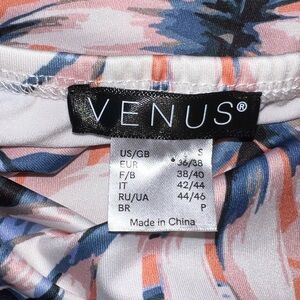 VENUS®
US/GB S
EUR 36/38
F/B 38/40
IT 42/44
RU/UA 44/46
BR P
Made in China